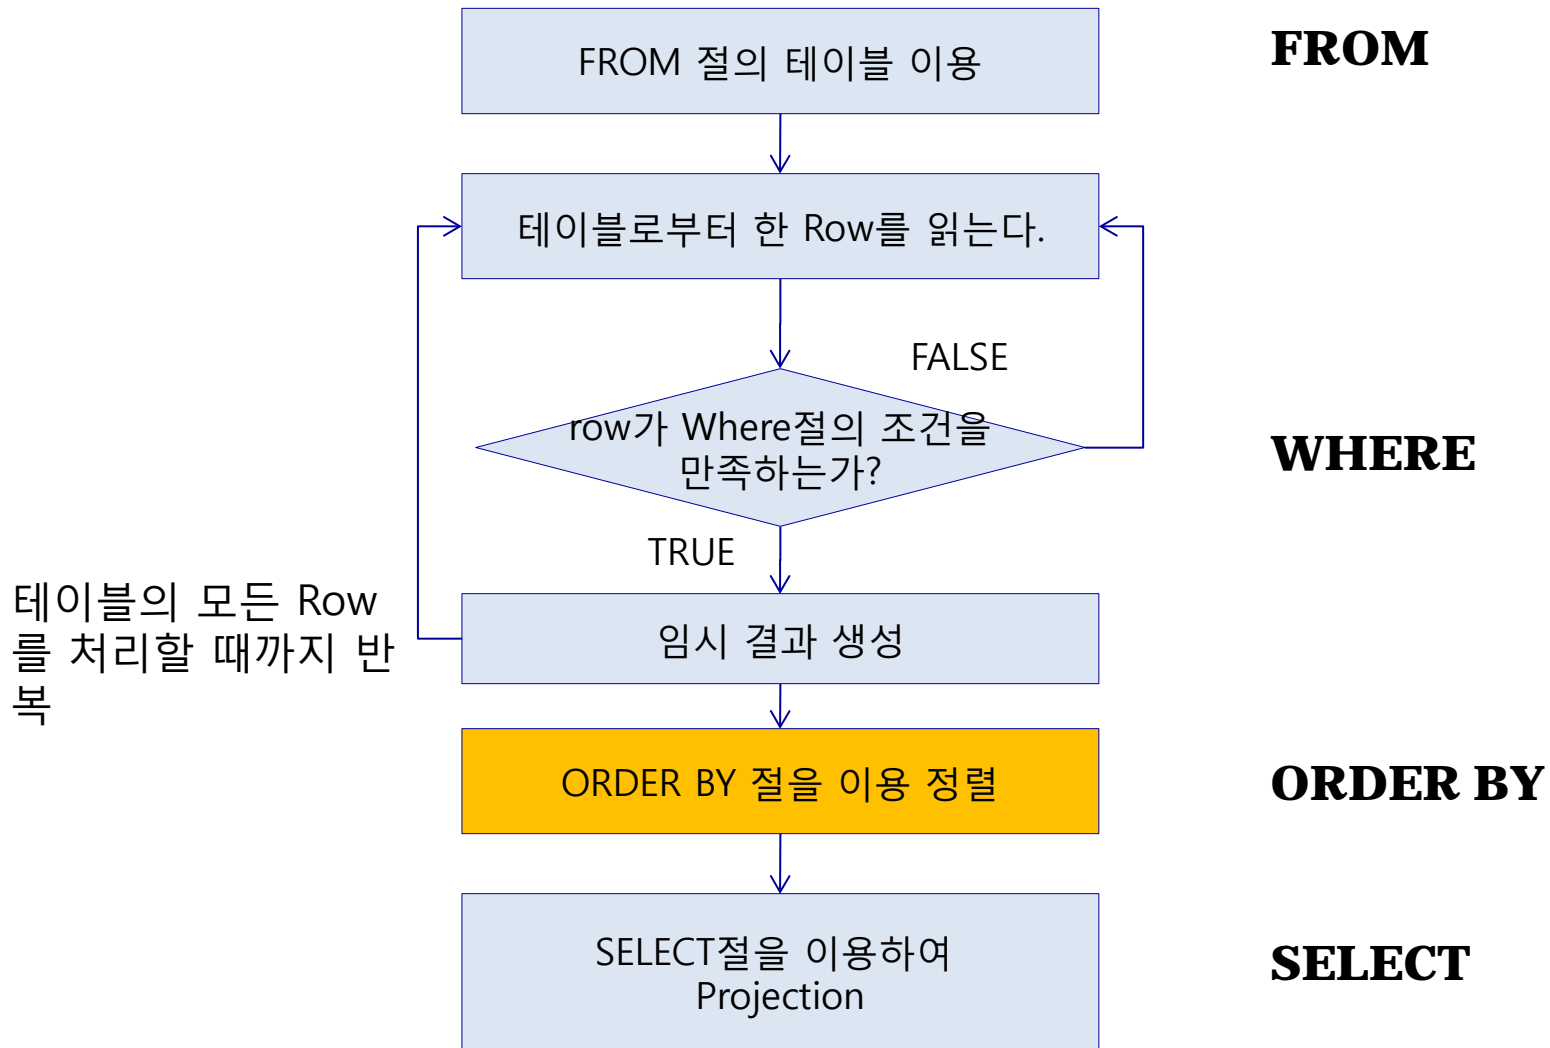 FROM 절의 테이블 이용
FROM
테이블로부터 한 Row를 읽는다.
FALSE
row가 Where절의 조건을
만족하는가?
WHERE
TRUE
테이블의 모든 Row
를 처리할 때까지 반
복
임시 결과 생성
ORDER BY 절을 이용 정렬
ORDER BY
SELECT절을 이용하여
Projection
SELECT